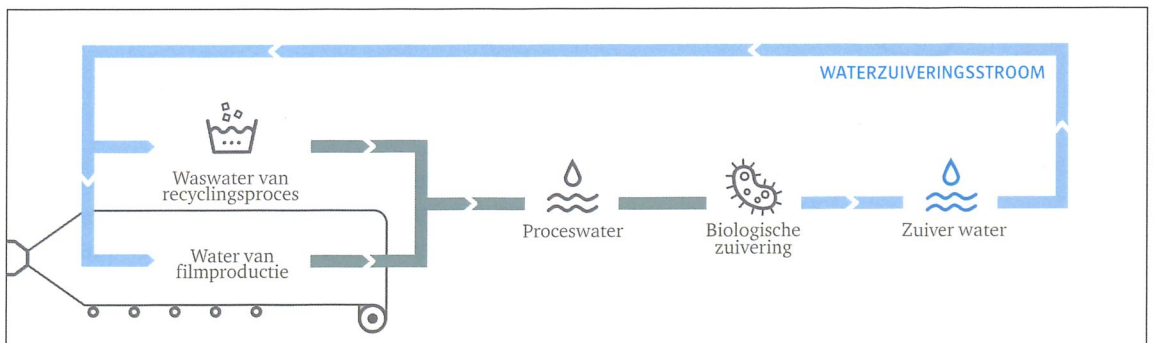 WATERZUIVERINGSSTROOM
Waswater van
recyclingsproces
Water van
filmproductie
Proceswater
Biologische
zuivering
Zuiver water